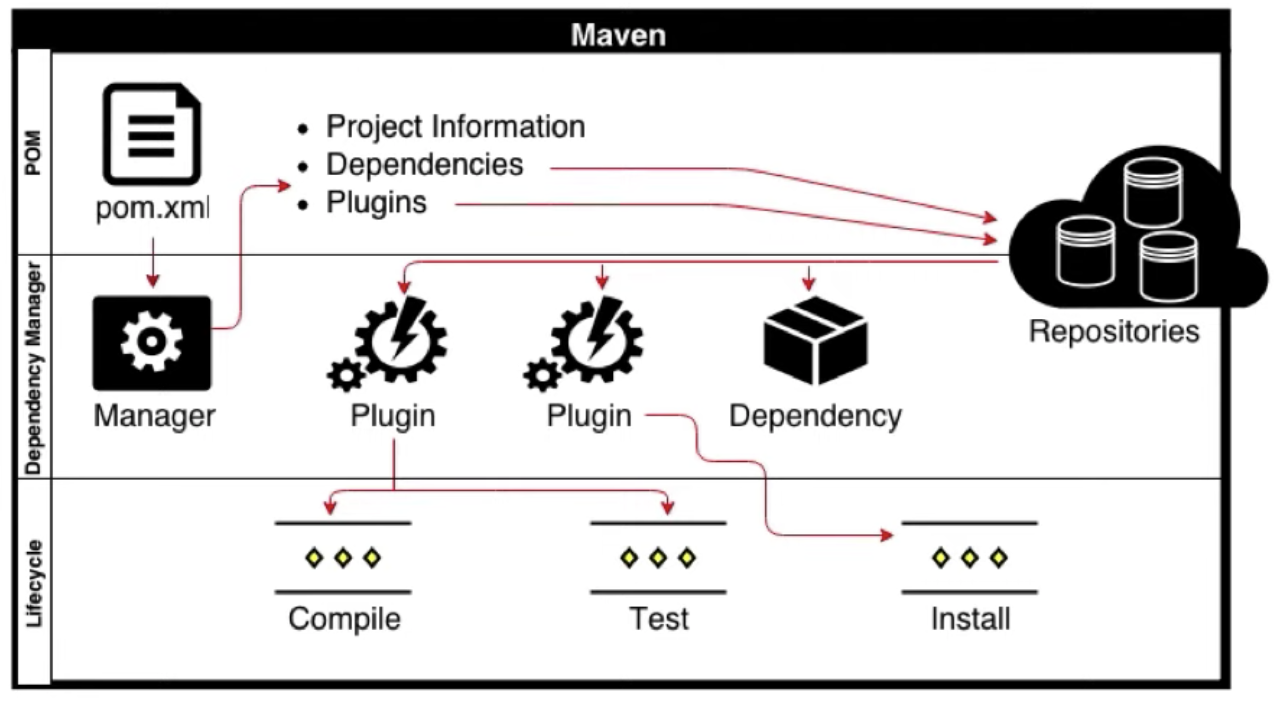 Maven
POM
pom.xml
• Project Information
• Dependencies
• Plugins
Repositories
Dependency Manager
Manager
Plugin
Plugin
Dependency
Lifecycle
Compile
Test
Install